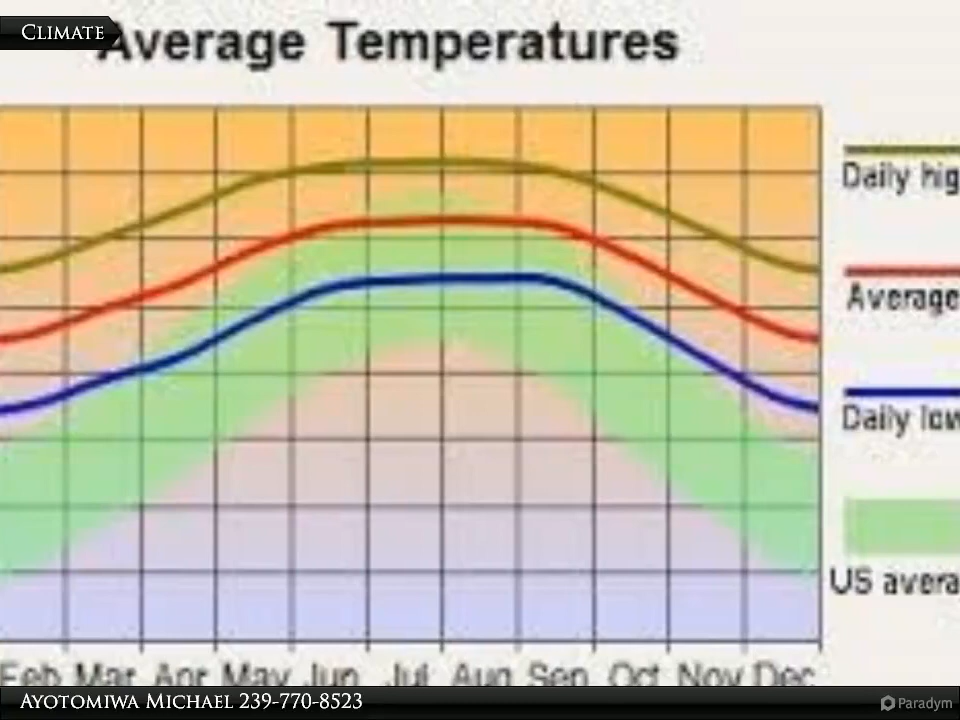 CLIMATE
Average Temperatures
Daily hig
Average
Daily low
US avera
Feb Mar Apr May Jun Jul Aug Sep Oct Nov Dec
AYOTOMIWA MICHAEL 239-770-8523
Paradym